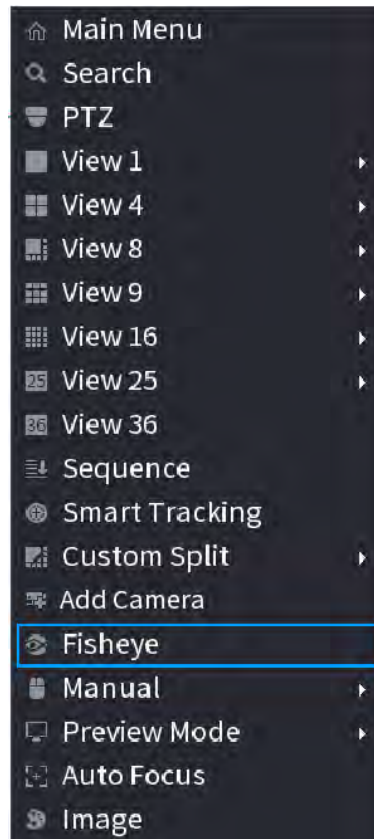 Main Menu
Search
PTZ
View 1
View 4
View 8
View 9
View 16
25 View 25
36 View 36
Sequence
Smart Tracking
Custom Split
Add Camera
Fisheye
Manual
Preview Mode
Auto Focus
Image